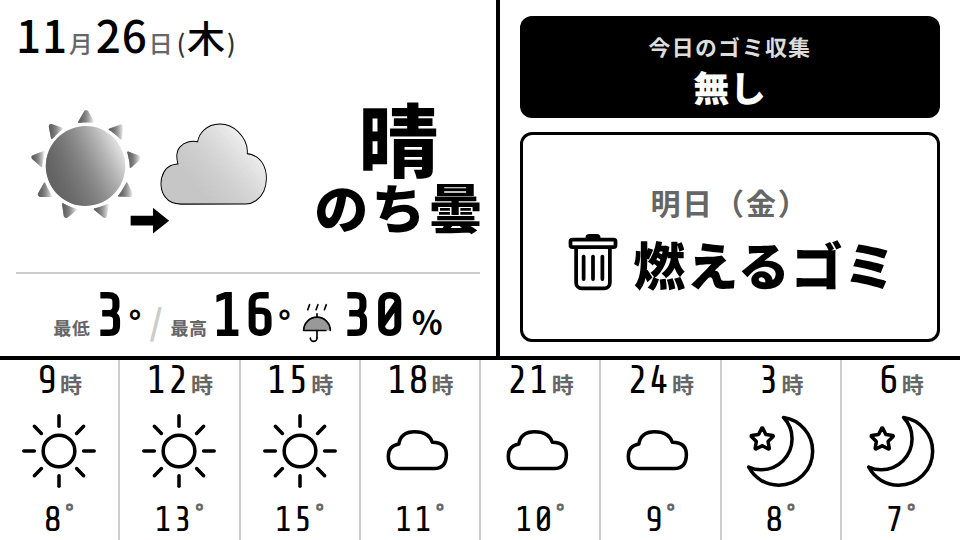 11月26日(木)
晴
のち曇
最低 3° / 最高 16° 30%
今日のゴミ収集
無し
明日（金）
燃えるゴミ
9時 12時 15時 18時 21時 24時 3時 6時
8° 13° 15° 11° 10° 9° 8° 7°